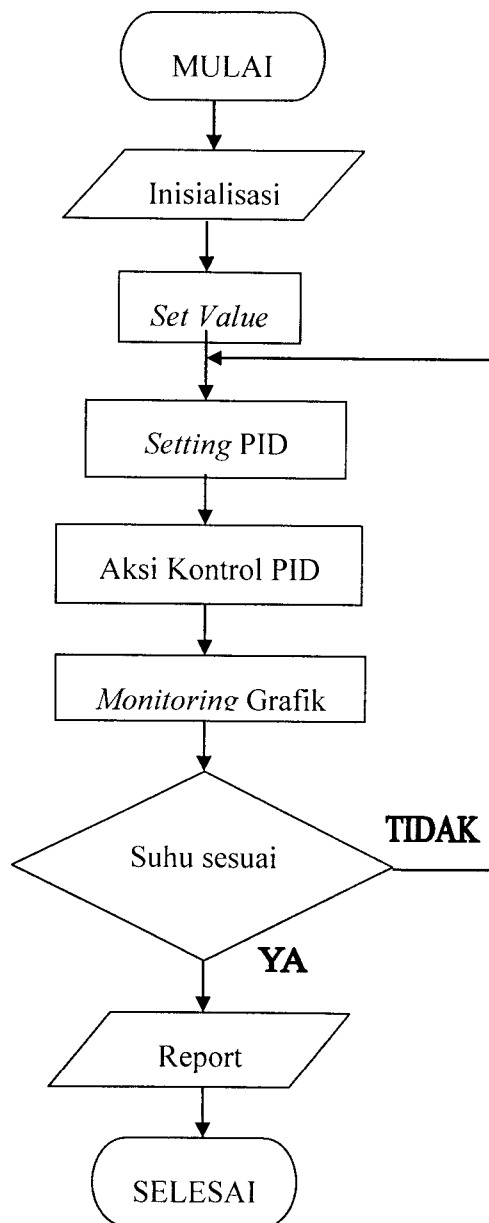 MULAI
Inisialisasi
Set Value
Setting PID
Aksi Kontrol PID
Monitoring Grafik
Suhu sesuai
TIDAK
YA
Report
SELESAI